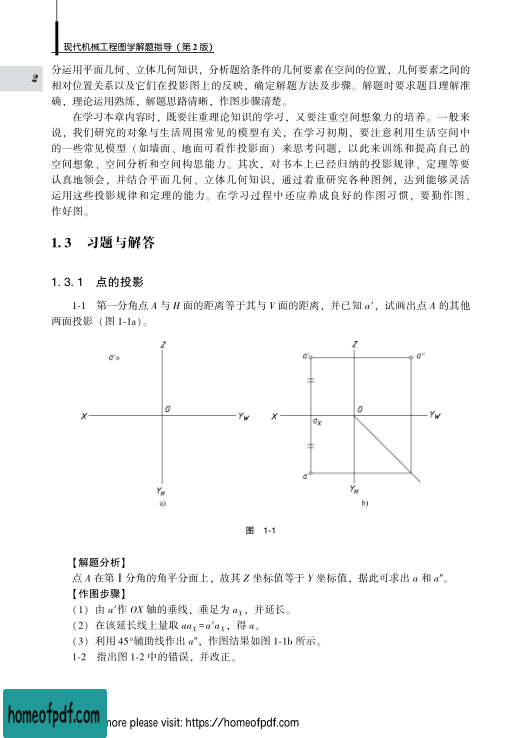 现代机械工程图学解题指导（第2版）
2
分运用平面几何、立体几何知识，分析题给条件的几何要素在空间的位置，几何要素之间的
相对位置关系以及它们在投影图上的反映，确定解题方法及步骤。解题时要求题目理解准
确，理论运用熟练，解题思路清晰，作图步骤清楚。
在学习本章内容时，既要注重理论知识的学习，又要注重空间想象力的培养。一般来
说，我们研究的对象与生活周围常见的模型有关，在学习初期，要注意利用生活空间中
的一些常见模型（如墙面、地面可看作投影面）来思考问题，以此来训练和提高自己的
空间想象、空间分析和空间构思能力。其次，对书本上已经归纳的投影规律、定理等要
认真地领会，并结合平面几何、立体几何知识，通过着重研究各种图例，达到能够灵活
运用这些投影规律和定理的能力。在学习过程中还应养成良好的作图习惯，要勤作图、
作好图。
1.3 习题与解答
1.3.1 点的投影
1-1 第一分角点 A 与 H 面的距离等于其与 V 面的距离，并已知 a′，试画出点 A 的其他
两面投影（图 1-1a）。
a′ Z X O Y_W Y_H
a)
a′ Z a″ X a_X O Y_W a Y_H
b)
图 1-1
【解题分析】
点 A 在第Ⅰ分角的角平分面上，故其 Z 坐标值等于 Y 坐标值，据此可求出 a 和 a″。
【作图步骤】
（1）由 a′作 OX 轴的垂线，垂足为 a_X，并延长。
（2）在该延长线上量取 aa_X = a′a_X，得 a。
（3）利用 45°辅助线作出 a″，作图结果如图 1-1b 所示。
1-2 指出图 1-2 中的错误，并改正。
homeofpdf.com
ore please visit: https://homeofpdf.com